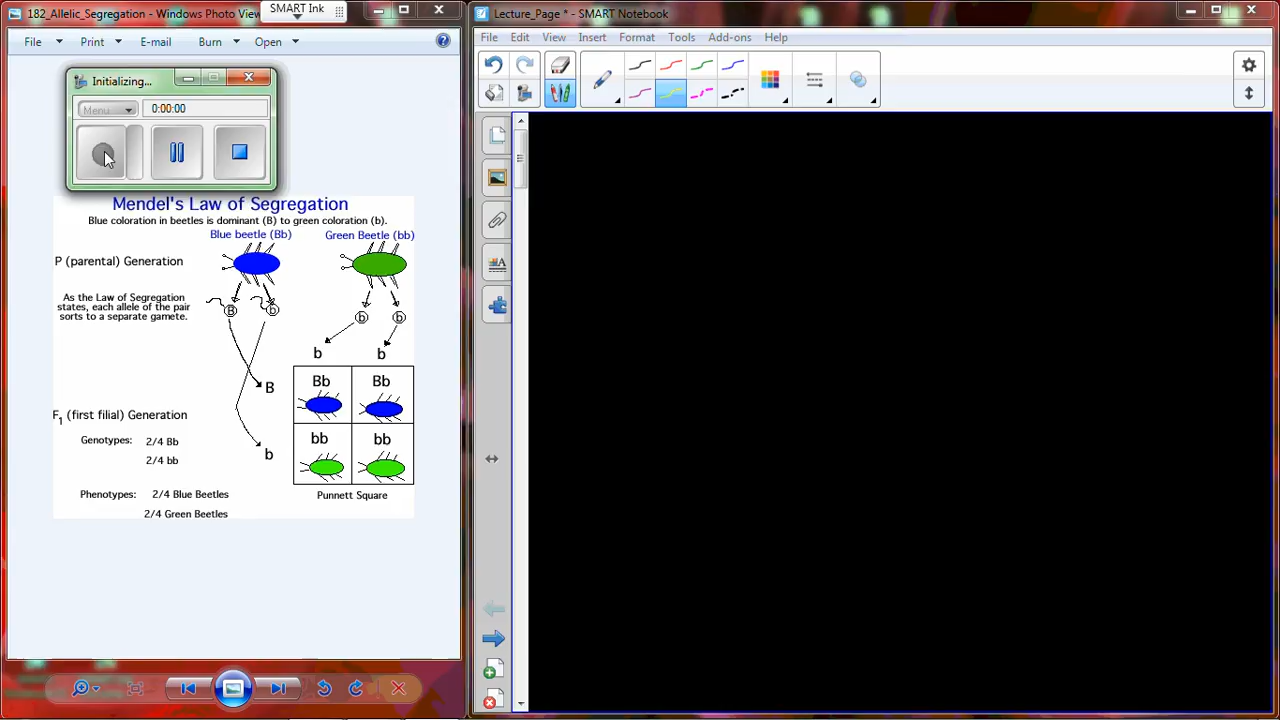 182_Allelic_Segregation - Windows Photo View
SMART Ink
File Print E-mail Burn Open
Initializing...
Menu
0:00:00
Mendel's Law of Segregation
Blue coloration in beetles is dominant (B) to green coloration (b).
Blue beetle (Bb) Green Beetle (bb)
P (parental) Generation
As the Law of Segregation
states, each allele of the pair
sorts to a separate gamete.
B b b b
b b
B Bb Bb
F1 (first filial) Generation
Genotypes: 2/4 Bb
bb bb
2/4 bb
b
Phenotypes: 2/4 Blue Beetles
Punnett Square
2/4 Green Beetles
Lecture_Page * - SMART Notebook
File Edit View Insert Format Tools Add-ons Help